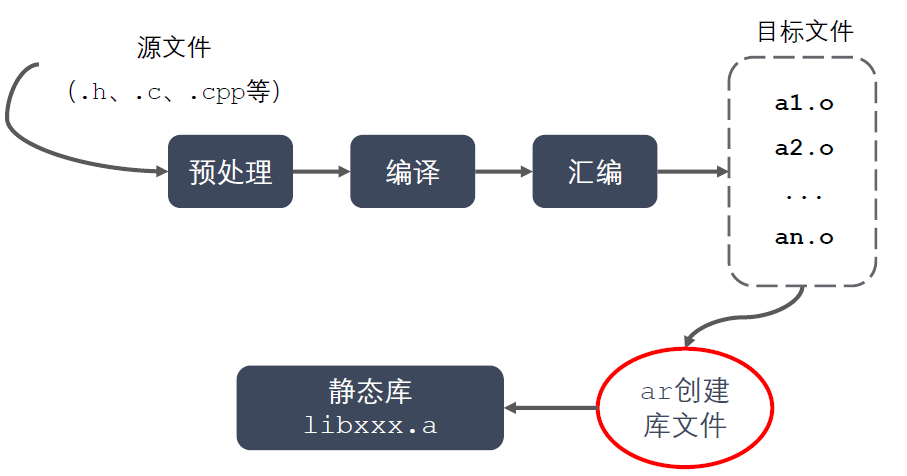 源文件
（.h、.c、.cpp等）
预处理
编译
汇编
目标文件
a1.o
a2.o
...
an.o
ar创建
库文件
静态库
libxxx.a